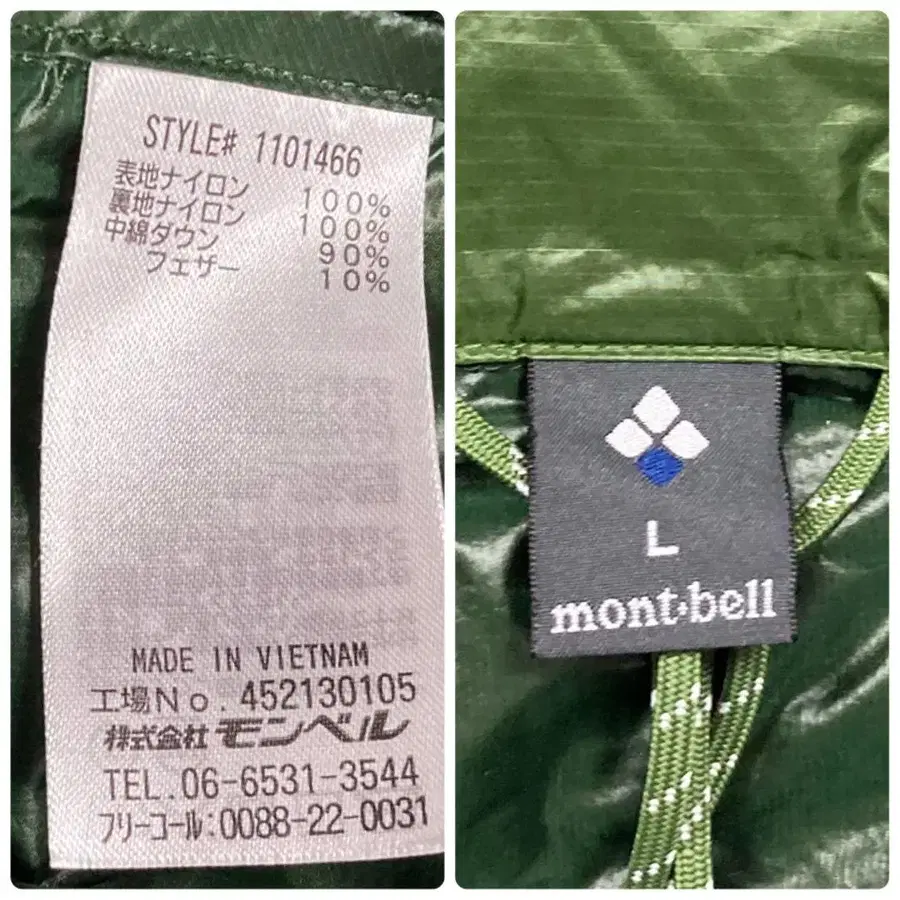 STYLE# 1101466
表地ナイロン 100%
裏地ナイロン 100%
中綿ダウン 90%
フェザー 10%
MADE IN VIETNAM
工場No.452130105
株式会社モンベル
TEL.06-6531-3544
フリーコール:0088-22-0031
L
mont-bell